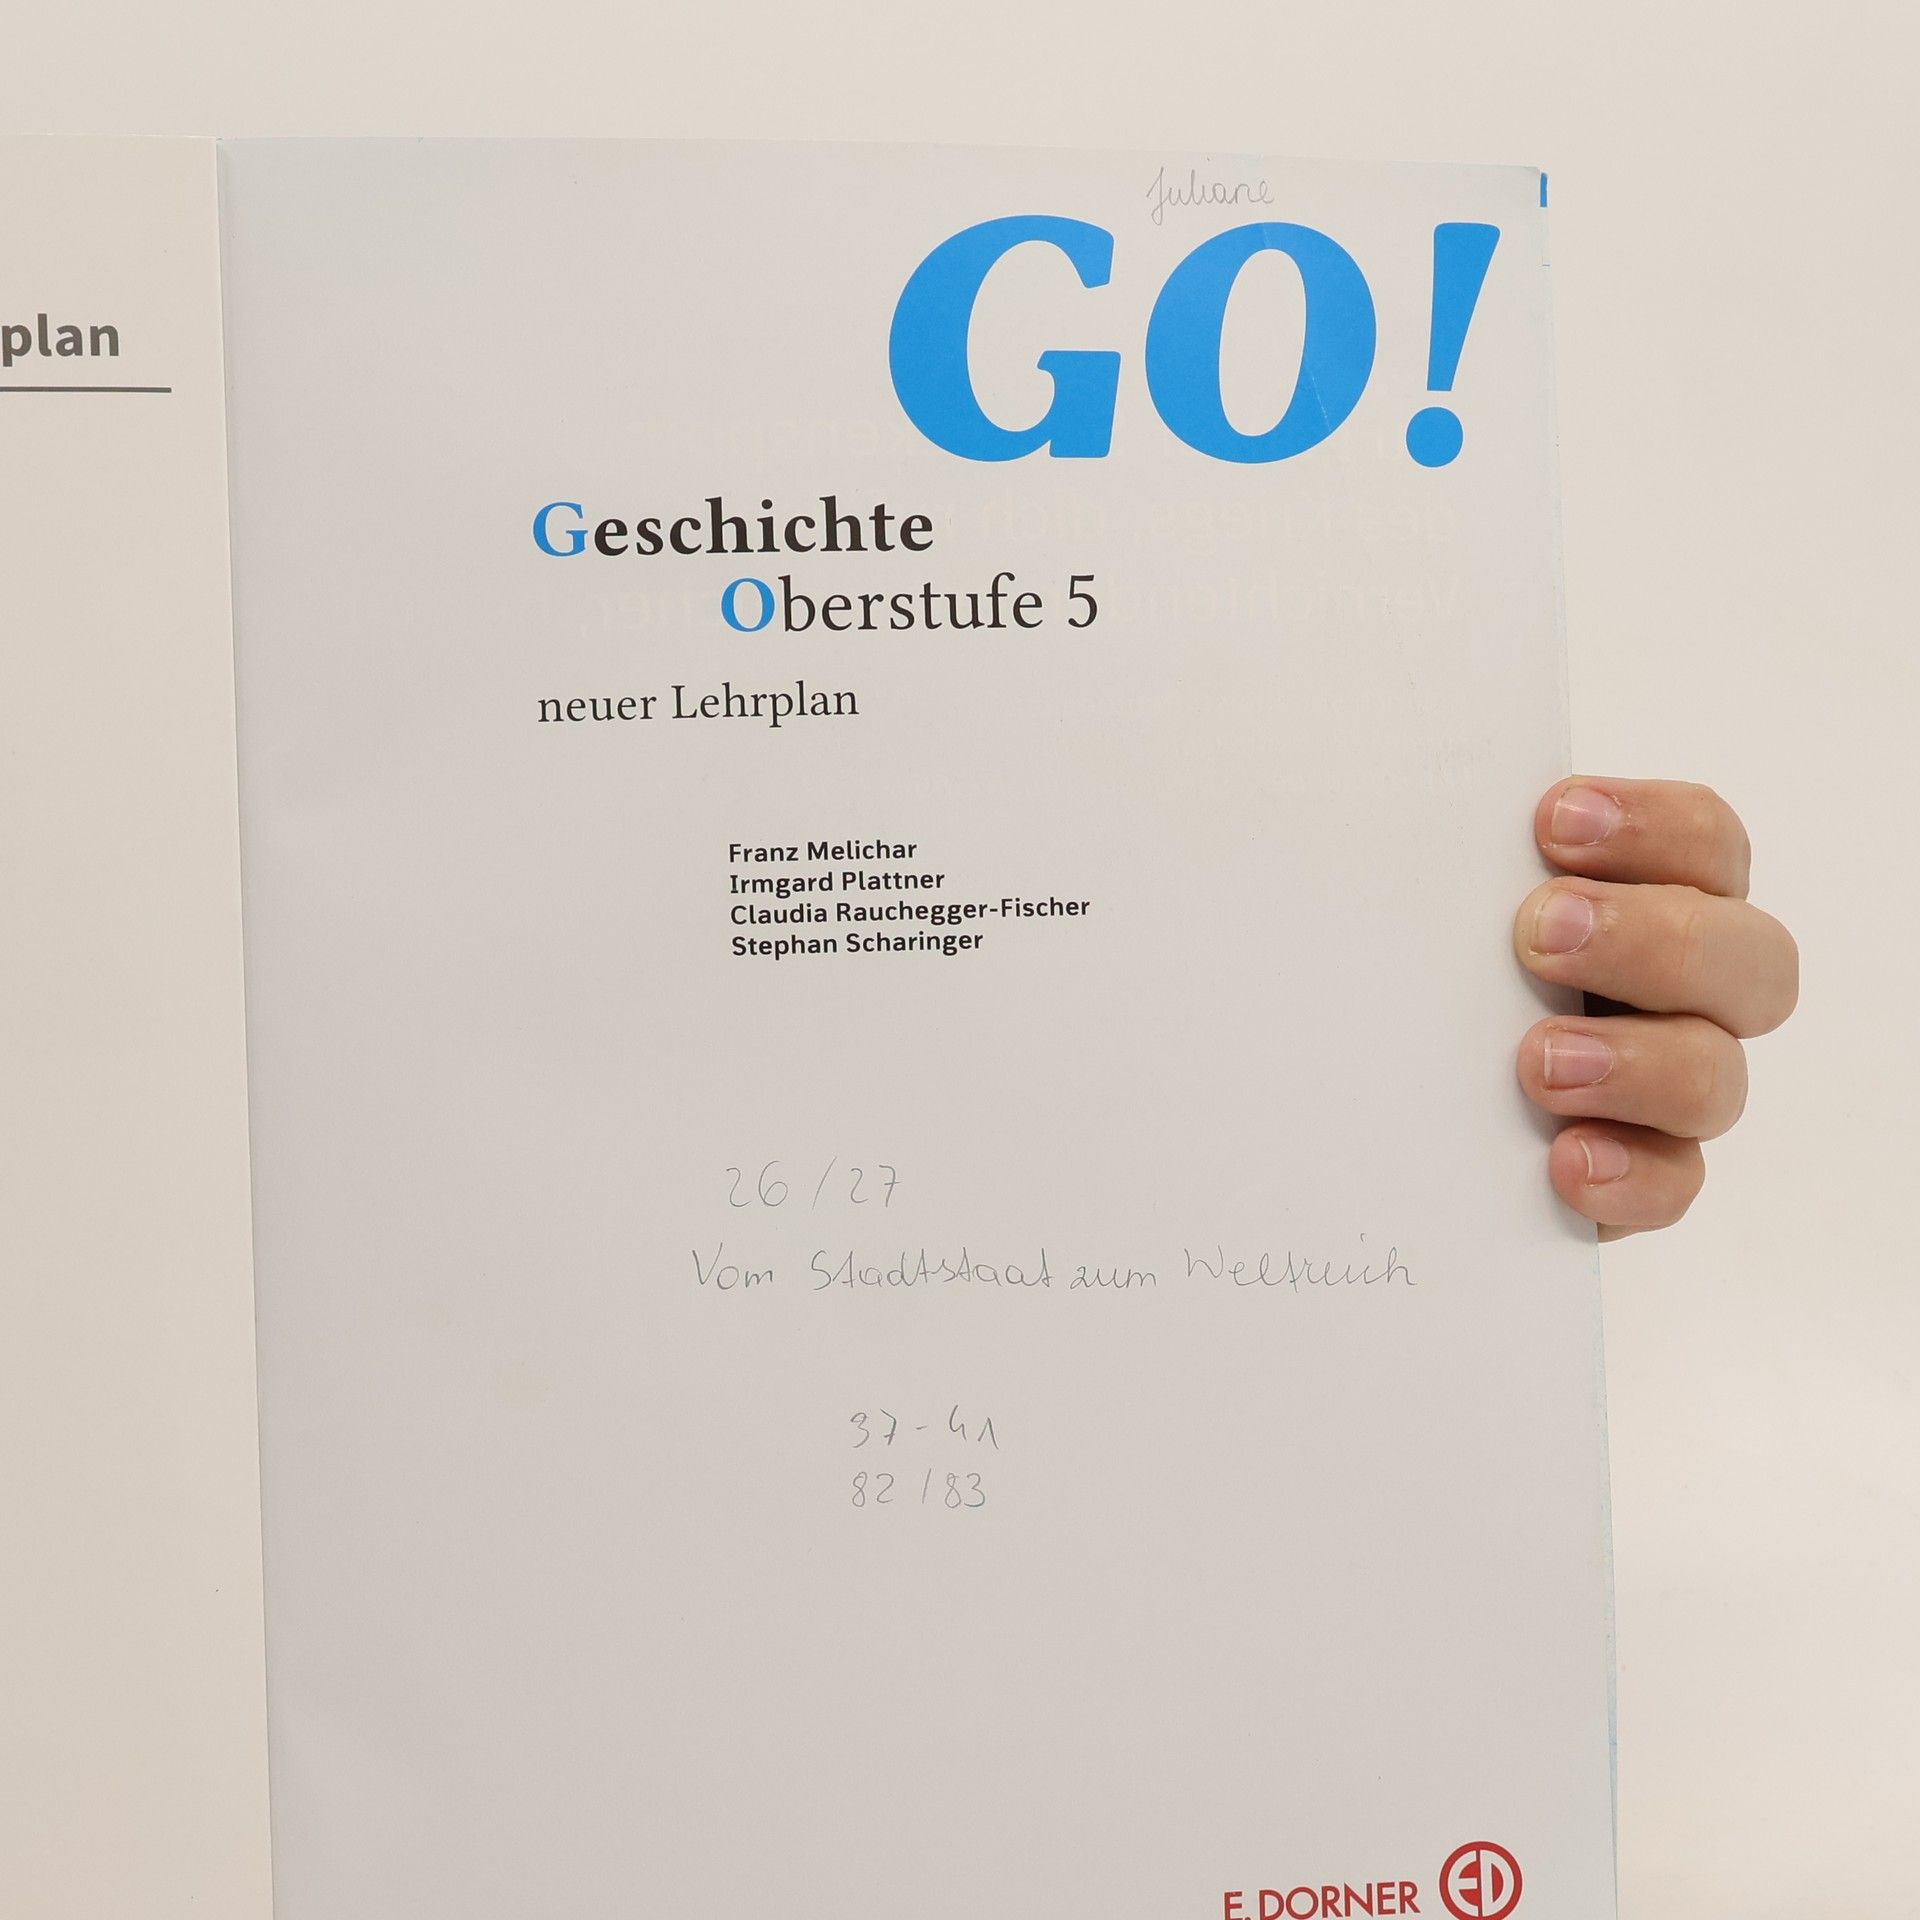 plan
Juliane
GO!
Geschichte
Oberstufe 5
neuer Lehrplan
Franz Melichar
Irmgard Plattner
Claudia Rauchegger-Fischer
Stephan Scharinger
26/27
Vom Stadtstaat zum Weltreich
37-41
82/83
E. DORNER ED